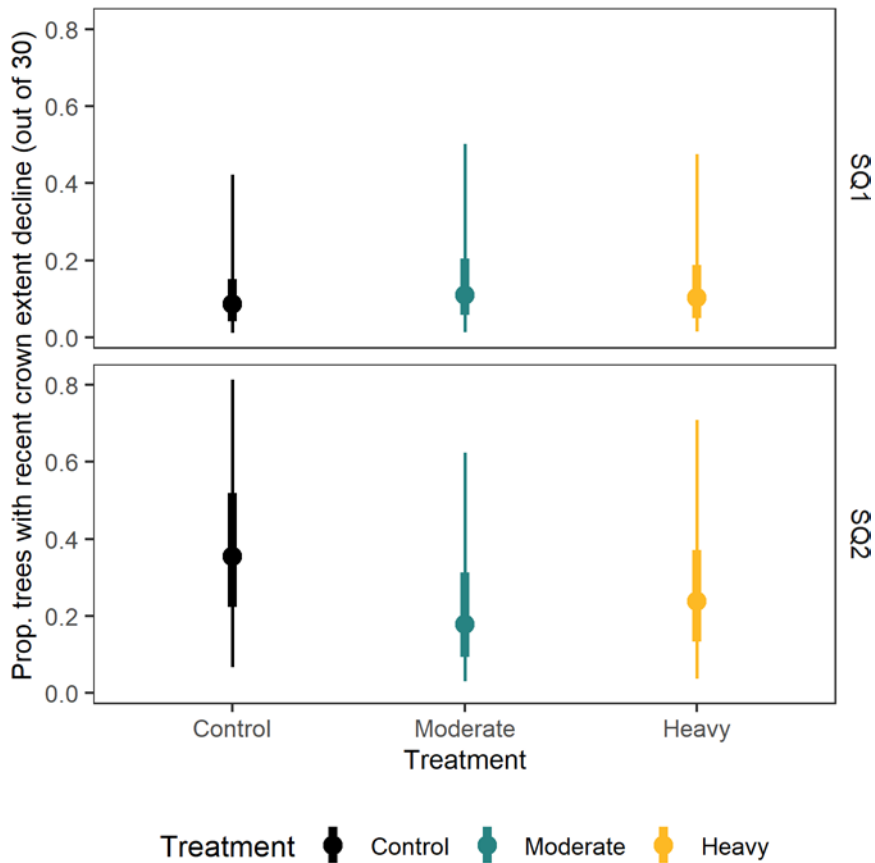 Prop. trees with recent crown extent decline (out of 30)
0.8
0.6
0.4
0.2
0.0
SQ1
0.8
0.6
0.4
0.2
0.0
SQ2
Control Moderate Heavy
Treatment
Treatment Control Moderate Heavy